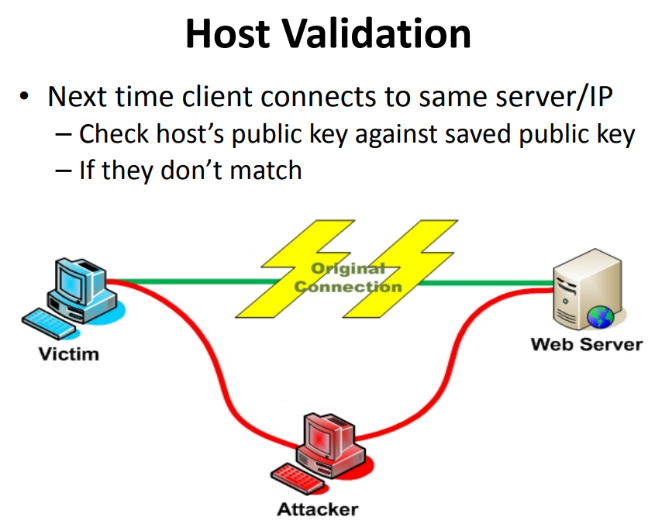 Host Validation
• Next time client connects to same server/IP
– Check host's public key against saved public key
– If they don't match
Original
Connection
Victim
Web Server
Attacker